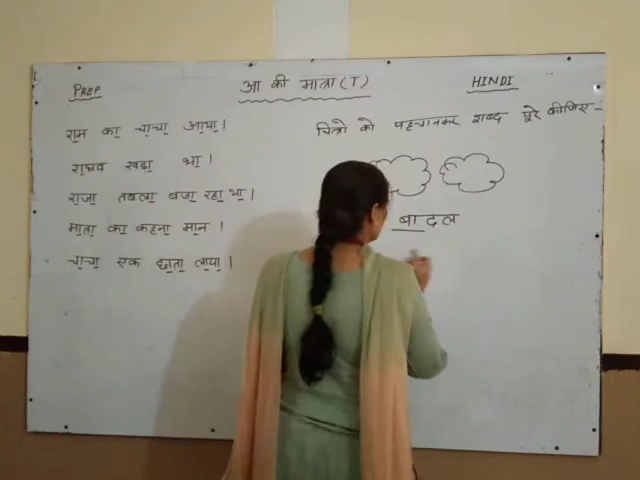 PREP
आ की मात्रा (ा)
HINDI
राम का चाचा आया।
राघव खडा था।
राजा तबला बजा रहा था।
माता का कहना मान।
चाचा एक छाता लाया।
चित्रो को पहचानकर शब्द पूरे कीजिए :-
बादल